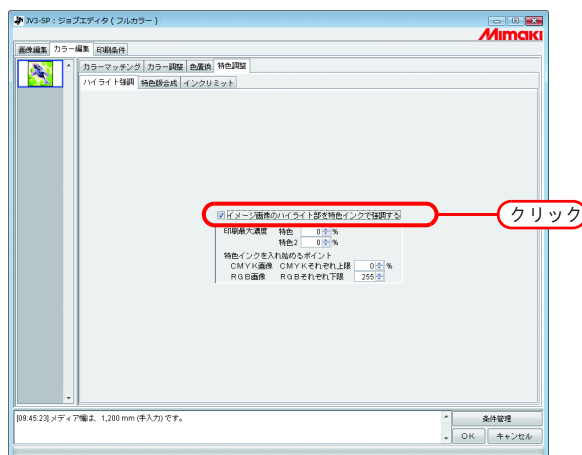 JV3-SP：ジョブエディタ ( フルカラー )
Mimaki
画像編集 カラー編集 印刷条件
カラーマッチング カラー調整 色置換 特色調整
ハイライト強調 特色版合成 インクリミット
イメージ画像のハイライト部を特色インクで強調する
クリック
印刷最大濃度 特色 0 %
特色2 0 %
特色インクを入れ始めるポイント
ＣＭＹＫ画像 ＣＭＹＫそれぞれ上限 0 %
ＲＧＢ画像 ＲＧＢそれぞれ下限 255
[09:45:23] メディア幅は、1,200 mm (手入力) です。
条件管理
OK キャンセル